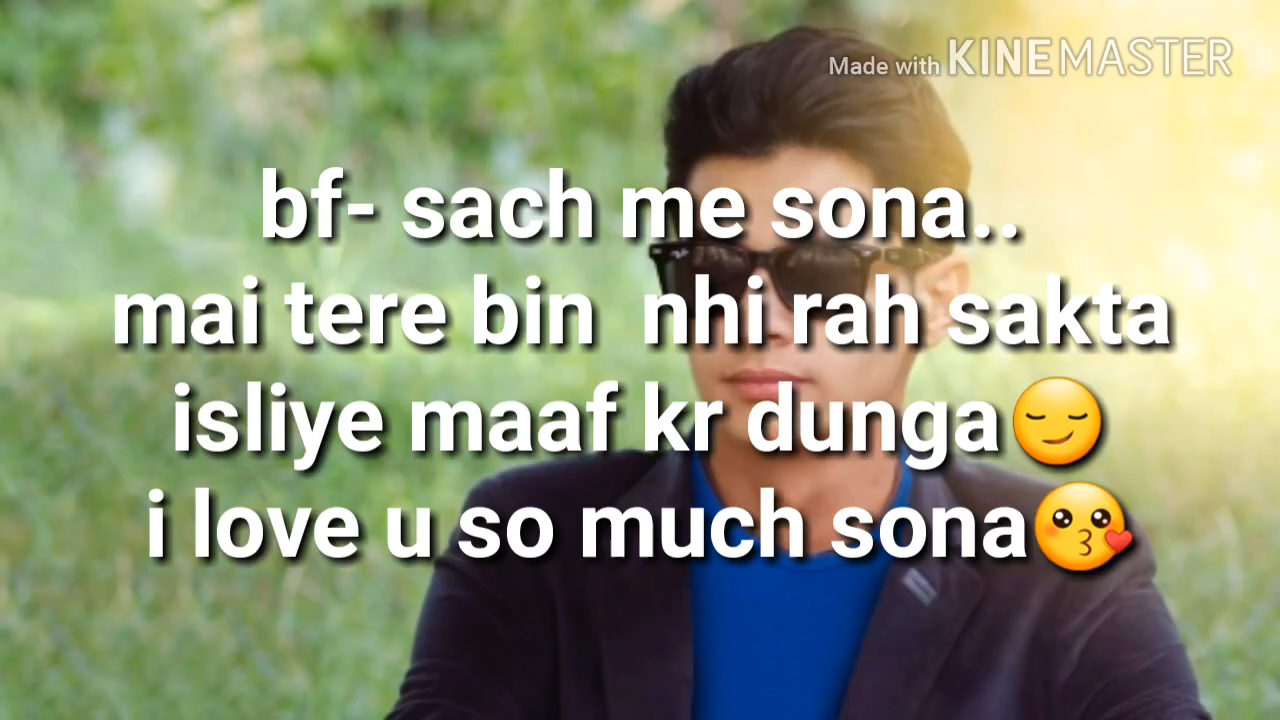 Made with KINEMASTER
bf- sach me sona..
mai tere bin nhi rah sakta
isliye maaf kr dunga😏
i love u so much sona😘